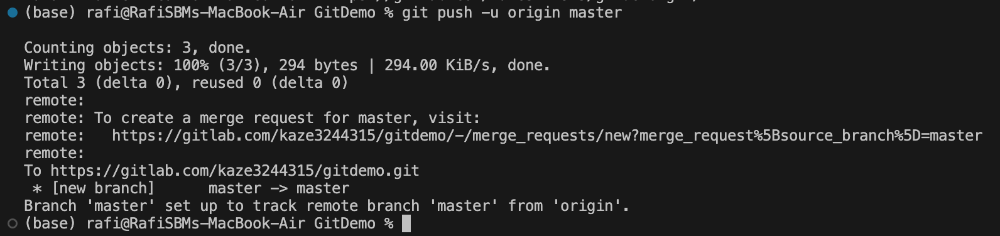 (base) rafi@RafiSBMs-MacBook-Air GitDemo % git push -u origin master
Counting objects: 3, done.
Writing objects: 100% (3/3), 294 bytes | 294.00 KiB/s, done.
Total 3 (delta 0), reused 0 (delta 0)
remote:
remote: To create a merge request for master, visit:
remote:   https://gitlab.com/kaze3244315/gitdemo/-/merge_requests/new?merge_request%5Bsource_branch%5D=master
remote:
To https://gitlab.com/kaze3244315/gitdemo.git
 * [new branch]      master -> master
Branch 'master' set up to track remote branch 'master' from 'origin'.
(base) rafi@RafiSBMs-MacBook-Air GitDemo %